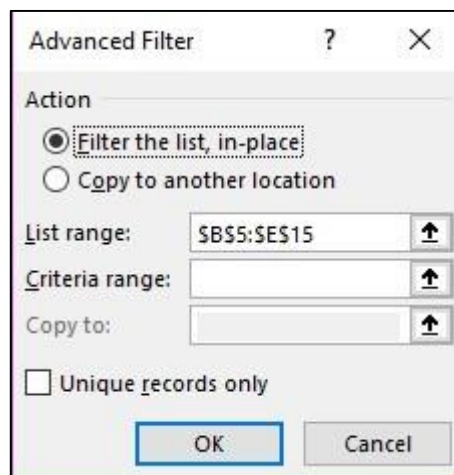 Advanced Filter ?
Action
Filter the list, in-place
Copy to another location
List range: $B$5:$E$15
Criteria range:
Copy to:
Unique records only
OK Cancel